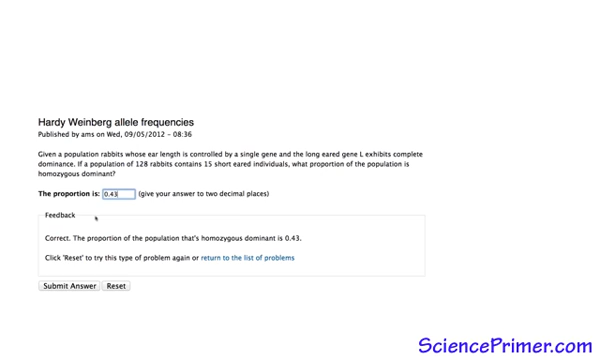 Hardy Weinberg allele frequencies
Published by ams on Wed, 09/05/2012 - 08:36
Given a population rabbits whose ear length is controlled by a single gene and the long eared gene L exhibits complete
dominance. If a population of 128 rabbits contains 15 short eared individuals, what proportion of the population is
homozygous dominant?
The proportion is: 0.43 (give your answer to two decimal places)
Feedback
Correct. The proportion of the population that's homozygous dominant is 0.43.
Click 'Reset' to try this type of problem again or return to the list of problems
Submit Answer Reset
SciencePrimer.com